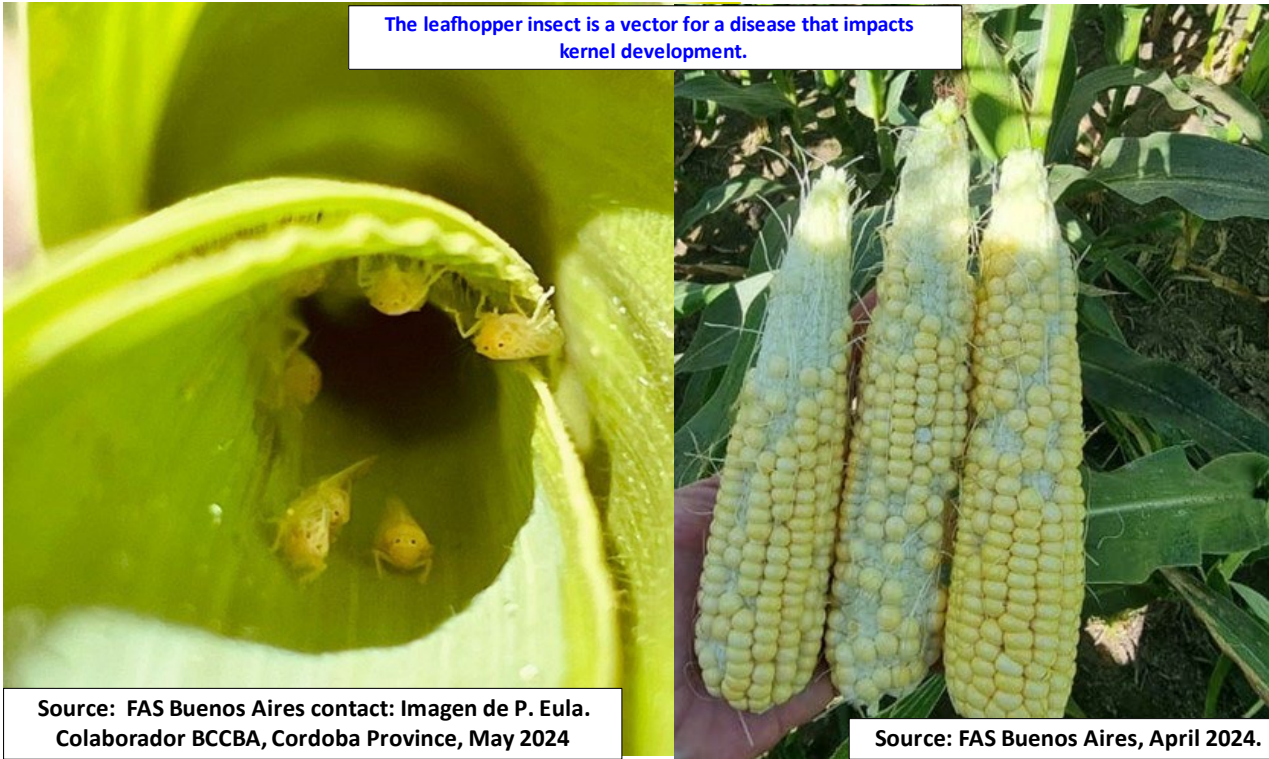 The leafhopper insect is a vector for a disease that impacts
kernel development.
Source:  FAS Buenos Aires contact: Imagen de P. Eula.
Colaborador BCCBA, Cordoba Province, May 2024
Source: FAS Buenos Aires, April 2024.